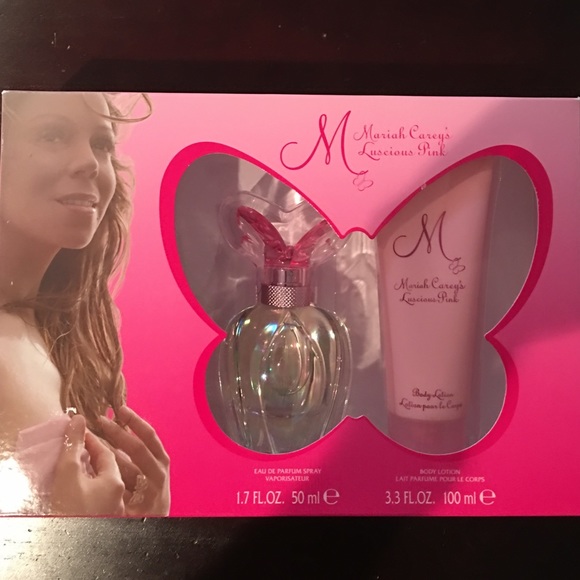 M Mariah Carey's
Luscious Pink
M
Mariah Carey's
Luscious Pink
Body Lotion
Lotion pour le Corps
EAU DE PARFUM SPRAY
VAPORISATEUR
1.7 FL.OZ. 50 ml ℮
BODY LOTION
LAIT PARFUME POUR LE CORPS
3.3 FL.OZ. 100 ml ℮